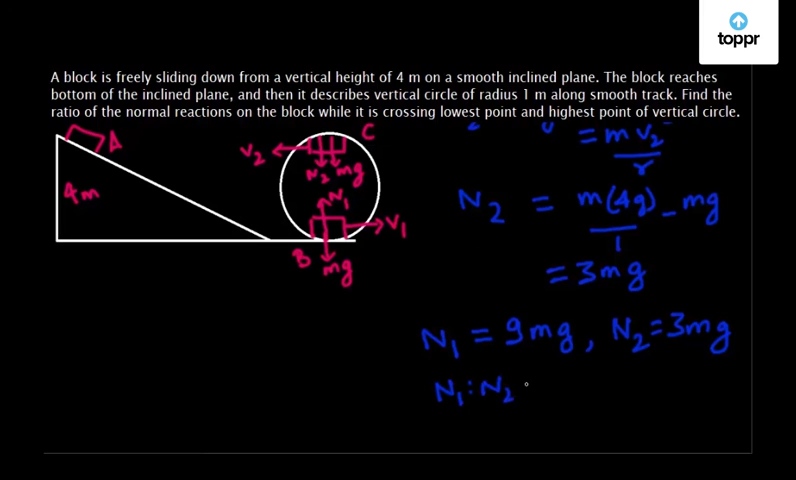 toppr
A block is freely sliding down from a vertical height of 4 m on a smooth inclined plane. The block reaches
bottom of the inclined plane, and then it describes vertical circle of radius 1 m along smooth track. Find the
ratio of the normal reactions on the block while it is crossing lowest point and highest point of vertical circle.
A
C
V₂
N₂ mg
4m
N₁
V₁
B
mg
= m V₂²/r
N₂ = m(4g)/1 - mg
= 3mg
N₁ = 9mg, N₂ = 3mg
N₁ : N₂